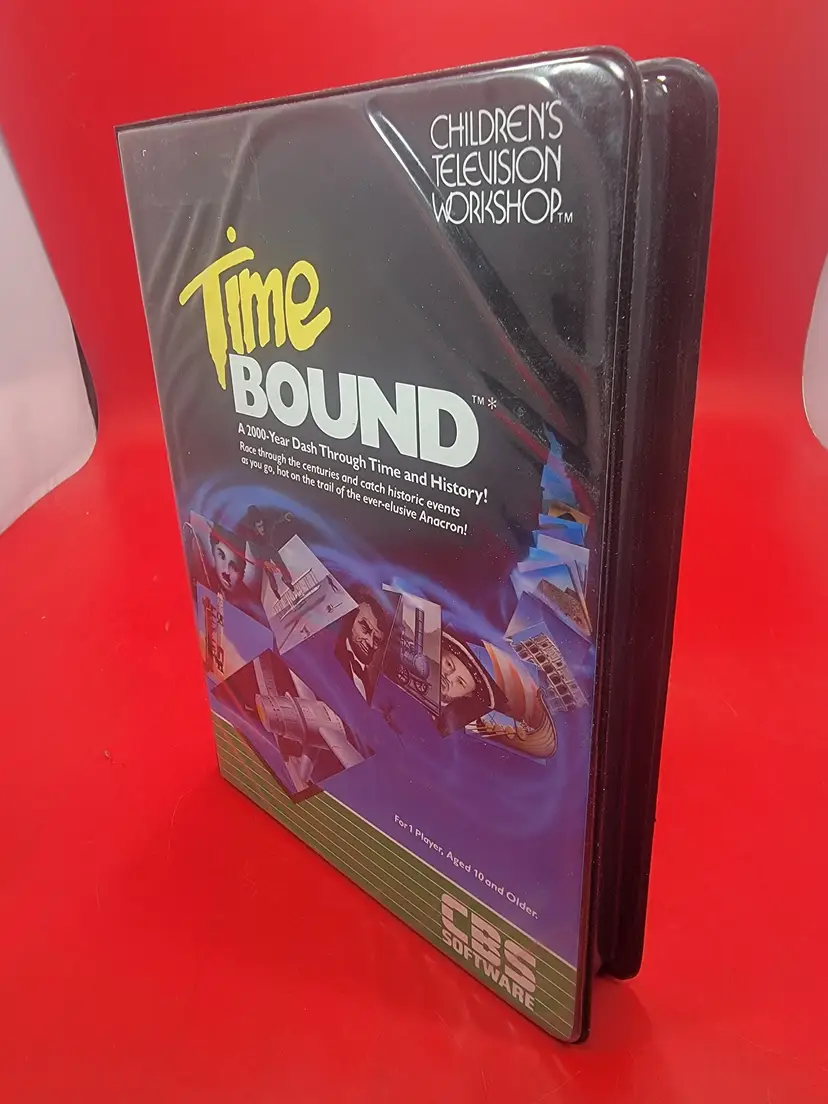 CHILDREN'S
TELEVISION
WORKSHOP™
Time
BOUND™*
A 2000-Year Dash Through Time and History!
Race through the centuries and catch historic events
as you go, hot on the trail of the ever-elusive Anacron!
For 1 Player, Aged 10 and Older.
CBS
SOFTWARE